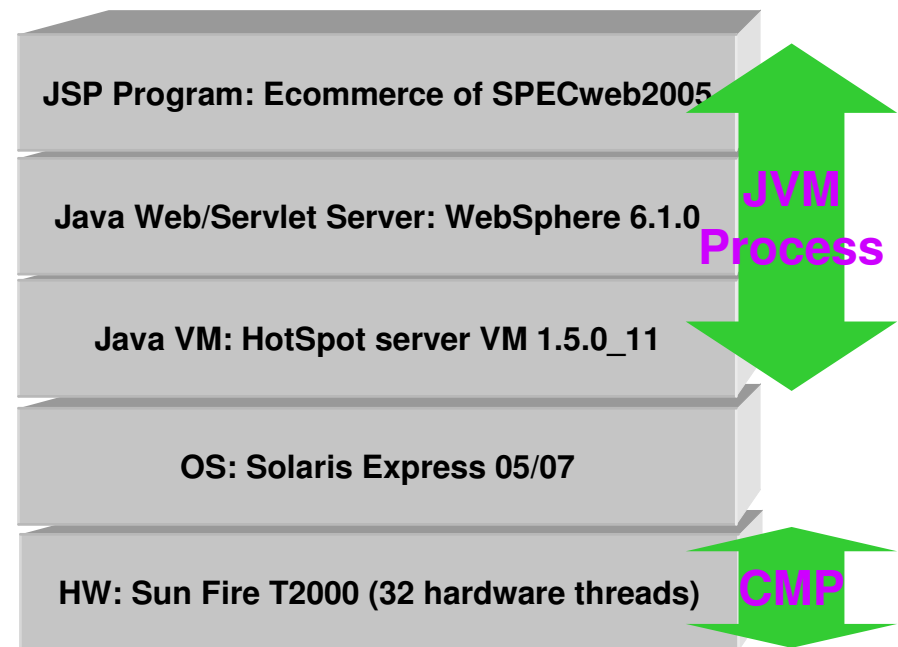 JSP Program: Ecommerce of SPECweb2005
Java Web/Servlet Server: WebSphere 6.1.0
JVM
Process
Java VM: HotSpot server VM 1.5.0_11
OS: Solaris Express 05/07
HW: Sun Fire T2000 (32 hardware threads)
CMP